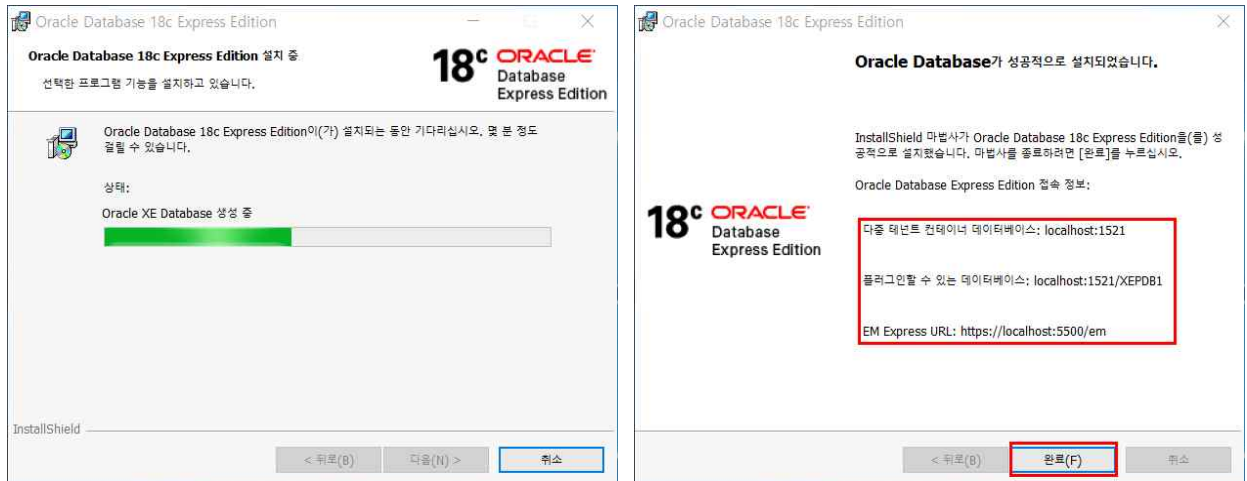 Oracle Database 18c Express Edition
Oracle Database 18c Express Edition 설치 중
선택한 프로그램 기능을 설치하고 있습니다.
18c ORACLE
Database
Express Edition
Oracle Database 18c Express Edition이(가) 설치되는 동안 기다리십시오. 몇 분 정도
걸릴 수 있습니다.
상태:
Oracle XE Database 생성 중
InstallShield
< 뒤로(B) 다음(N) > 취소
Oracle Database 18c Express Edition
Oracle Database가 성공적으로 설치되었습니다.
InstallShield 마법사가 Oracle Database 18c Express Edition을(를) 성
공적으로 설치했습니다. 마법사를 종료하려면 [완료]를 누르십시오.
Oracle Database Express Edition 접속 정보:
18c ORACLE
Database
Express Edition
다중 테넌트 컨테이너 데이터베이스: localhost:1521
플러그인할 수 있는 데이터베이스: localhost:1521/XEPDB1
EM Express URL: https://localhost:5500/em
< 뒤로(B) 완료(F) 취소